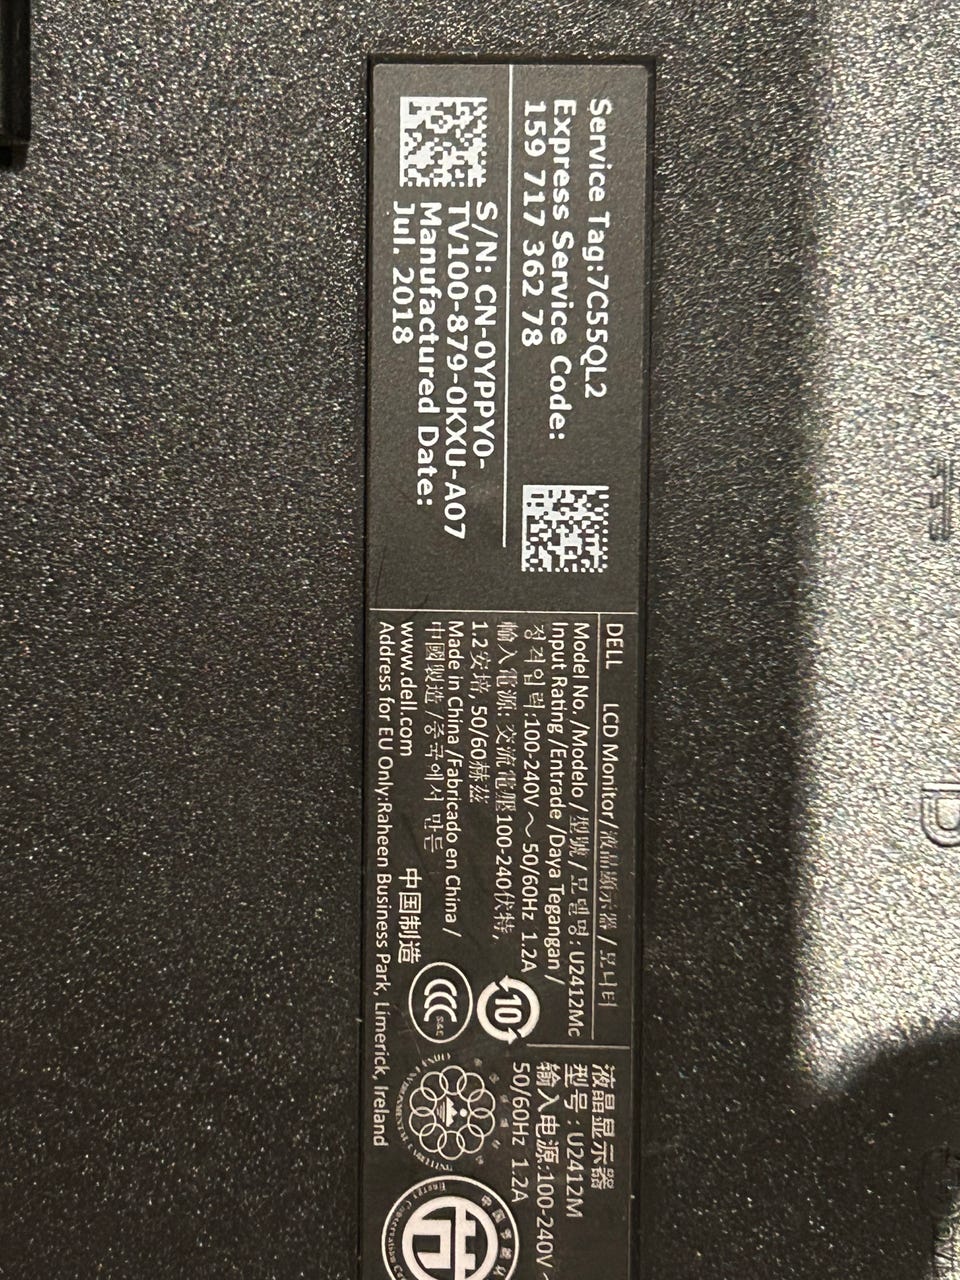 Service Tag:7C55QL2
Express Service Code:
159 717 362 78
S/N: CN-0YPPY0-
TV100-879-0KXU-A07
Manufactured Date:
Jul. 2018
DELL LCD Monitor/液晶顯示器 / 모니터
Model No. /Modelo / 型號 / 모델명: U2412Mc
Input Rating /Entrade /Daya Tegangan /
정격입력:100-240V ～ 50/60Hz 1.2A
輸入電源: 交流電壓100-240伏特,
1.2安培, 50/60赫茲
Made in China /Fabricado en China /
中國製造 /중국에서 만든
www.dell.com
中国制造
Address for EU Only:Raheen Business Park, Limerick, Ireland
10
S&E
液晶显示器
型号 : U2412M
输入电源:100-240V ~
50/60Hz 1.2A